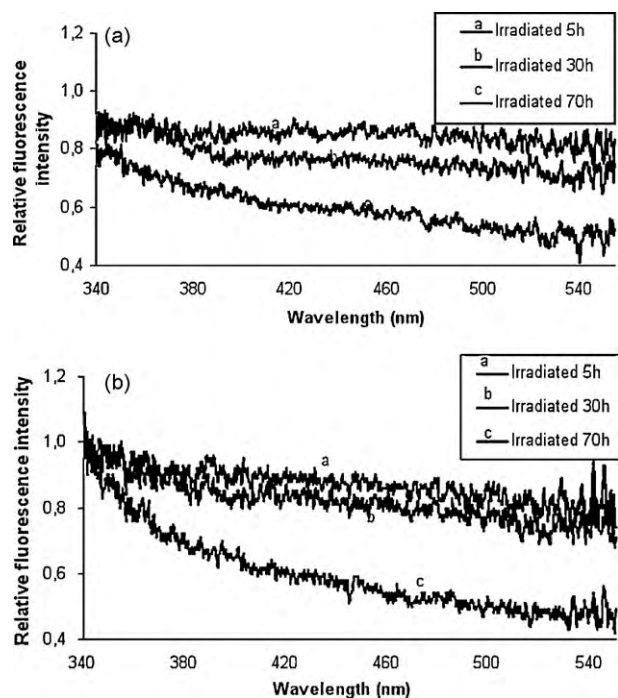 (a)
a Irradiated 5h
b Irradiated 30h
c Irradiated 70h
Relative fluorescence
intensity
1,2
1,0
0,8
0,6
0,4
a
b
c
340 380 420 460 500 540
Wavelength (nm)
(b)
a Irradiated 5h
b Irradiated 30h
c Irradiated 70h
Relative fluorescence intensity
1,2
1,0
0,8
0,6
0,4
a
b
c
340 380 420 460 500 540
Wavelength (nm)